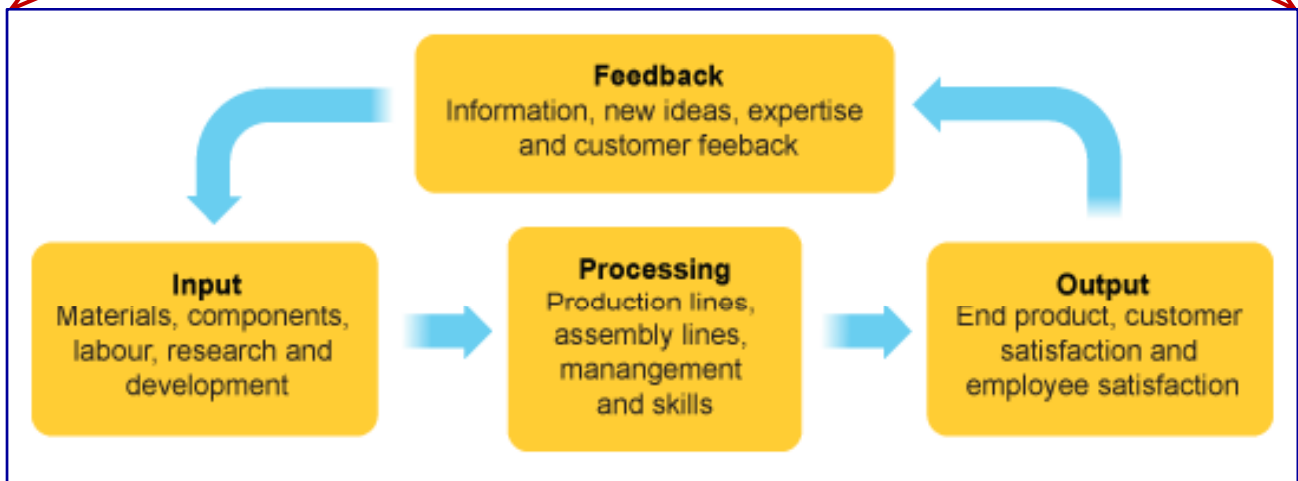 Feedback
Information, new ideas, expertise
and customer feeback
Input
Materials, components,
labour, research and
development
Processing
Production lines,
assembly lines,
manangement
and skills
Output
End product, customer
satisfaction and
employee satisfaction